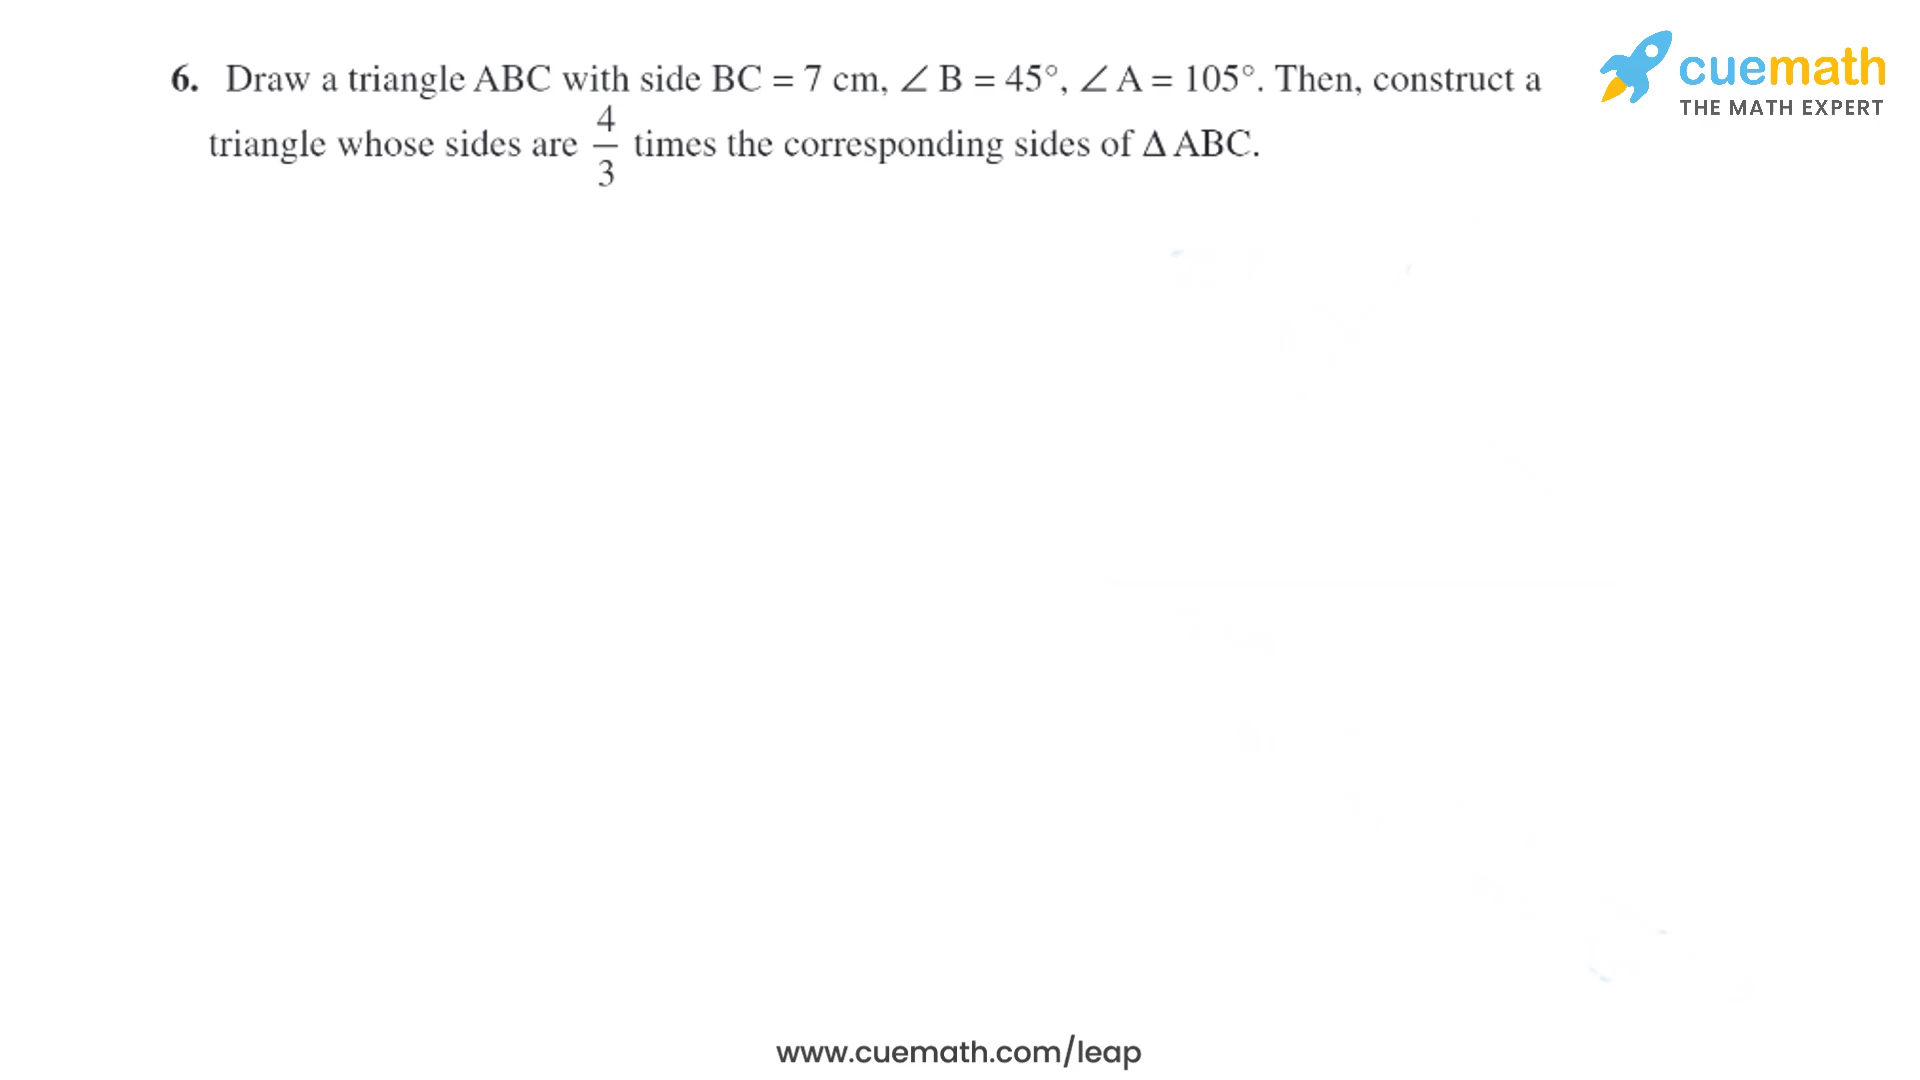 6. Draw a triangle ABC with side BC = 7 cm, ∠ B = 45°, ∠ A = 105°. Then, construct a
triangle whose sides are 4/3 times the corresponding sides of Δ ABC.
cuemath
THE MATH EXPERT
www.cuemath.com/leap